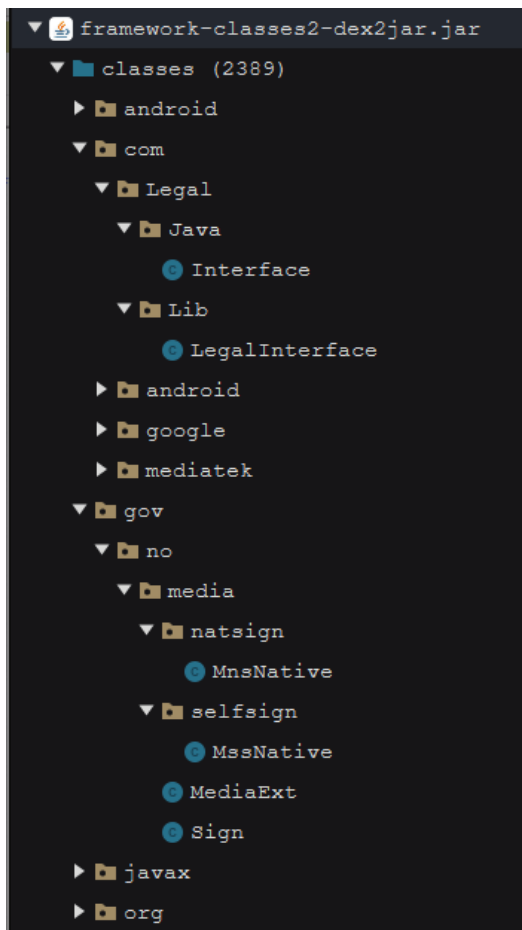 framework-classes2-dex2jar.jar
classes (2389)
android
com
Legal
Java
Interface
Lib
LegalInterface
android
google
mediatek
gov
no
media
natsign
MnsNative
selfsign
MssNative
MediaExt
Sign
javax
org